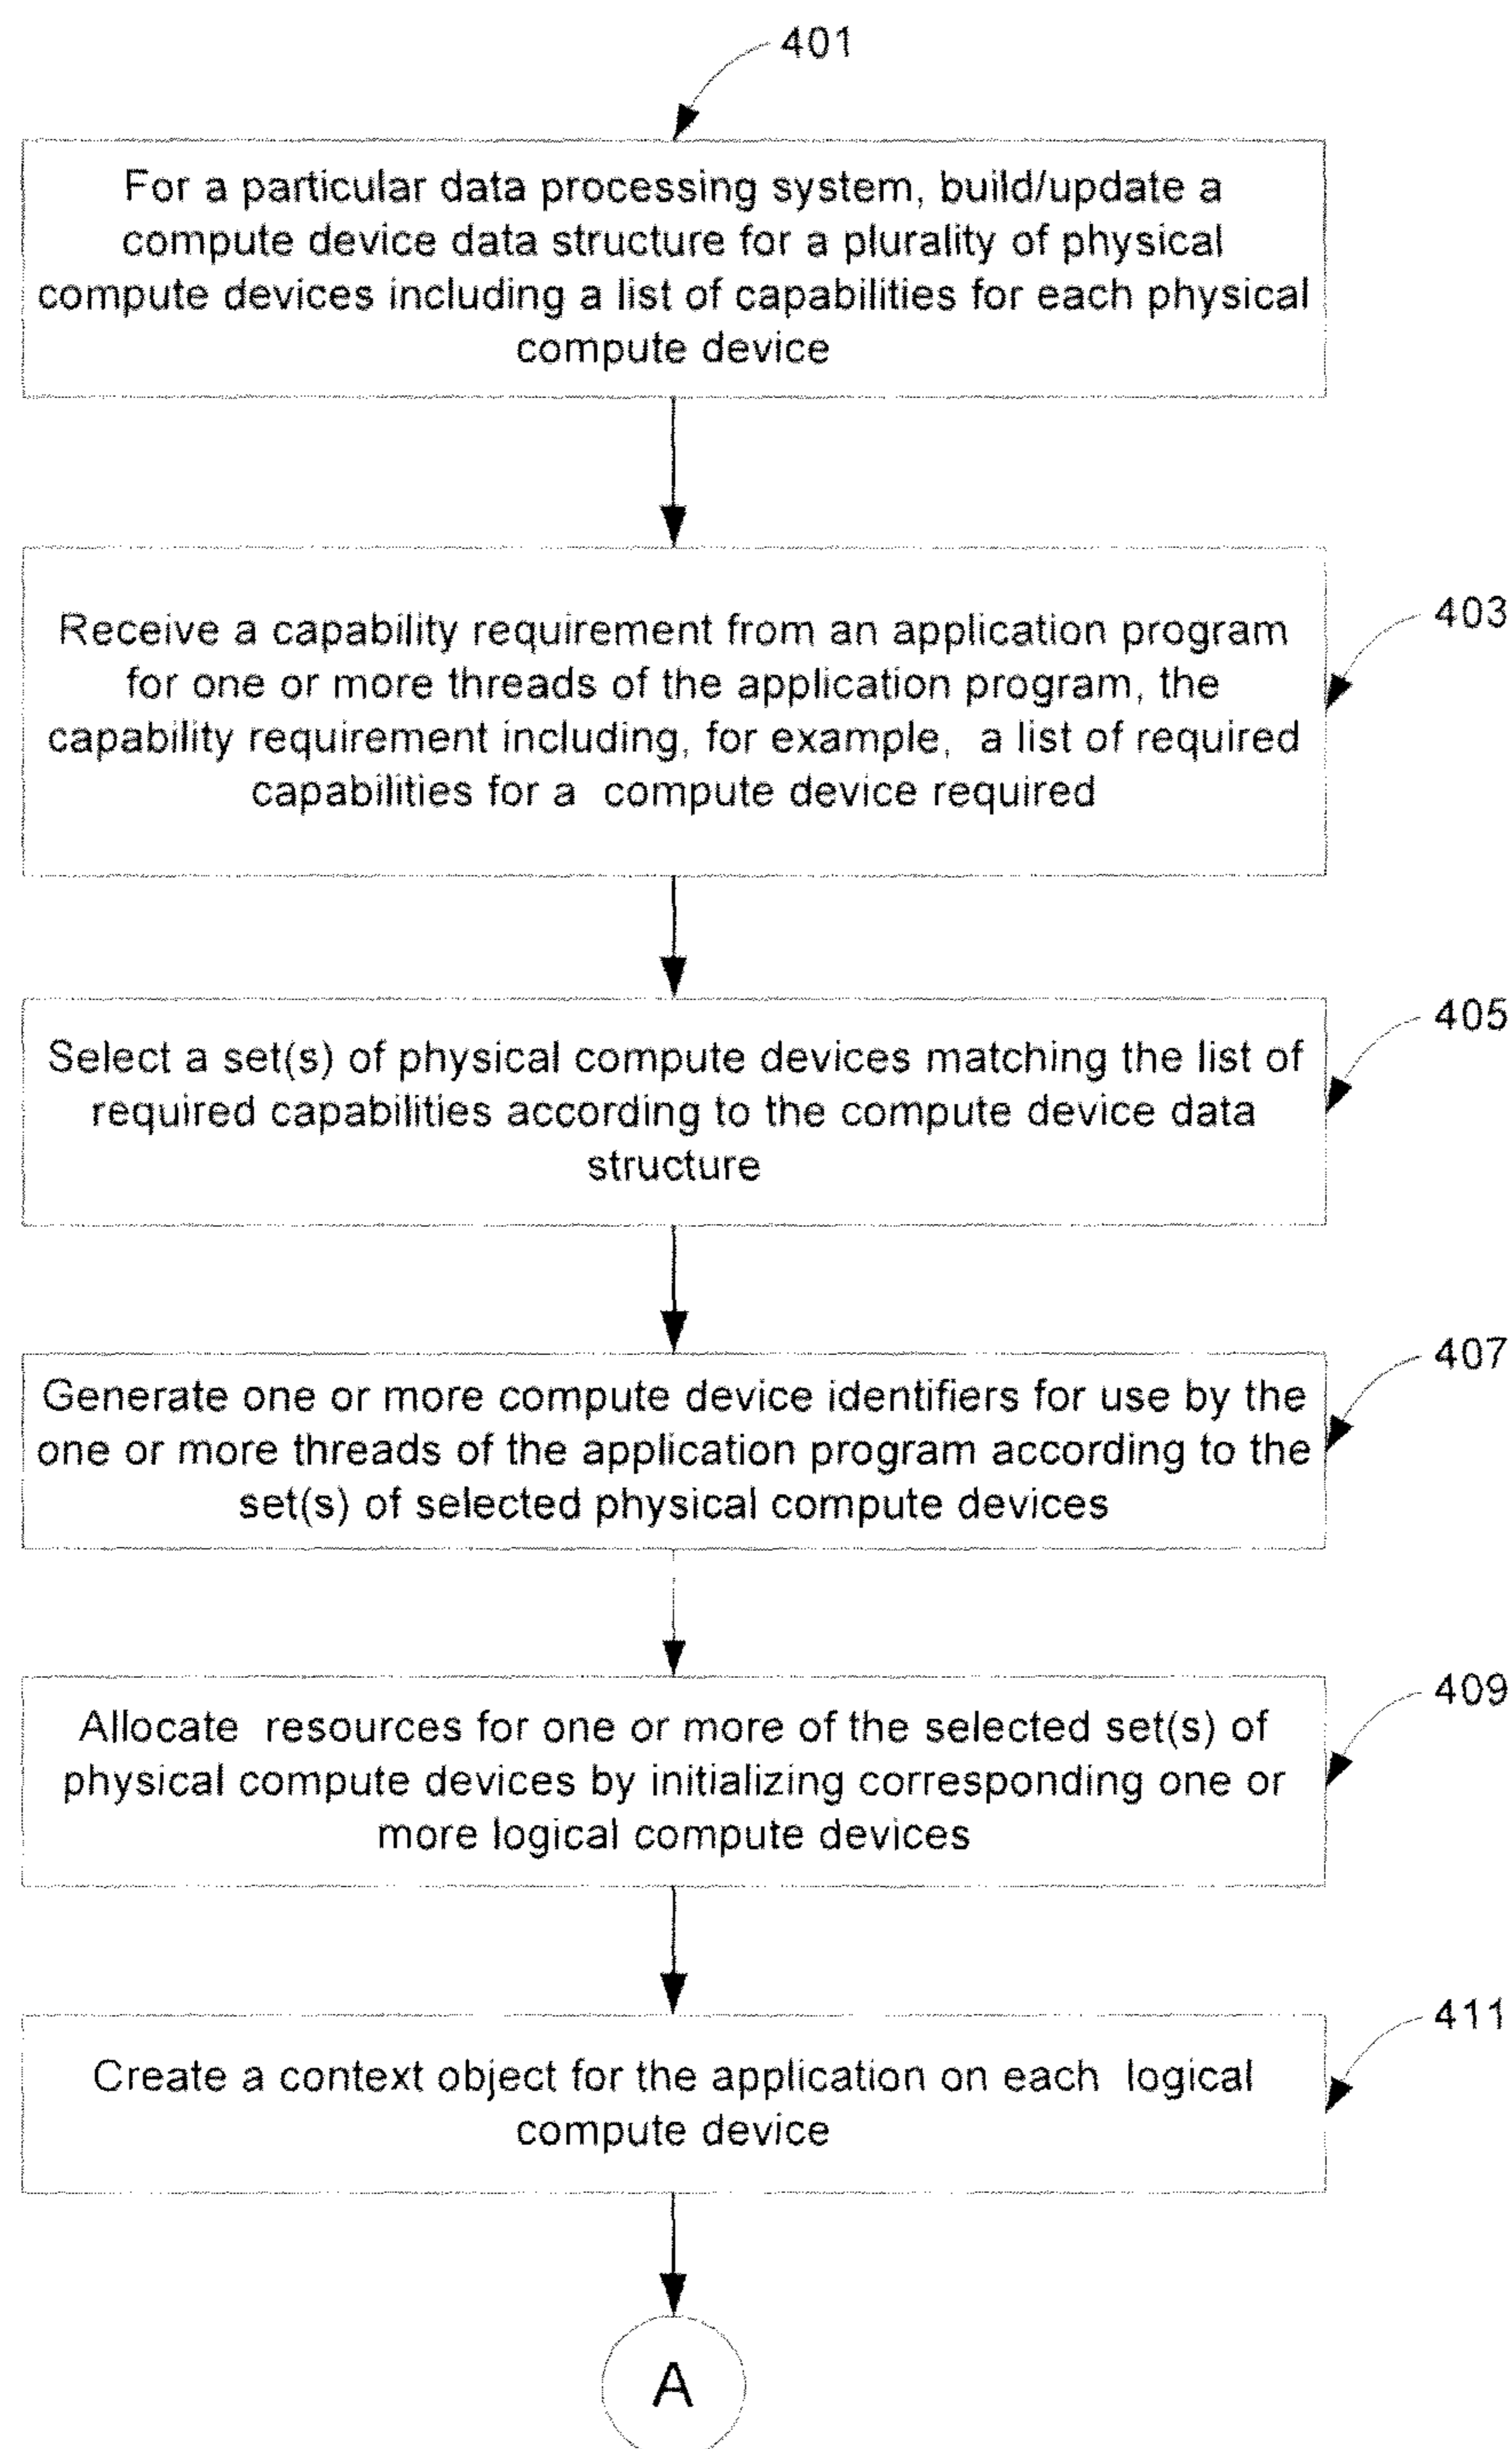 401
For a particular data processing system, build/update a
compute device data structure for a plurality of physical
compute devices including a list of capabilities for each physical
compute device
403
Receive a capability requirement from an application program
for one or more threads of the application program, the
capability requirement including, for example, a list of required
capabilities for a compute device required
405
Select a set(s) of physical compute devices matching the list of
required capabilities according to the compute device data
structure
407
Generate one or more compute device identifiers for use by the
one or more threads of the application program according to the
set(s) of selected physical compute devices
409
Allocate resources for one or more of the selected set(s) of
physical compute devices by initializing corresponding one or
more logical compute devices
411
Create a context object for the application on each logical
compute device
A